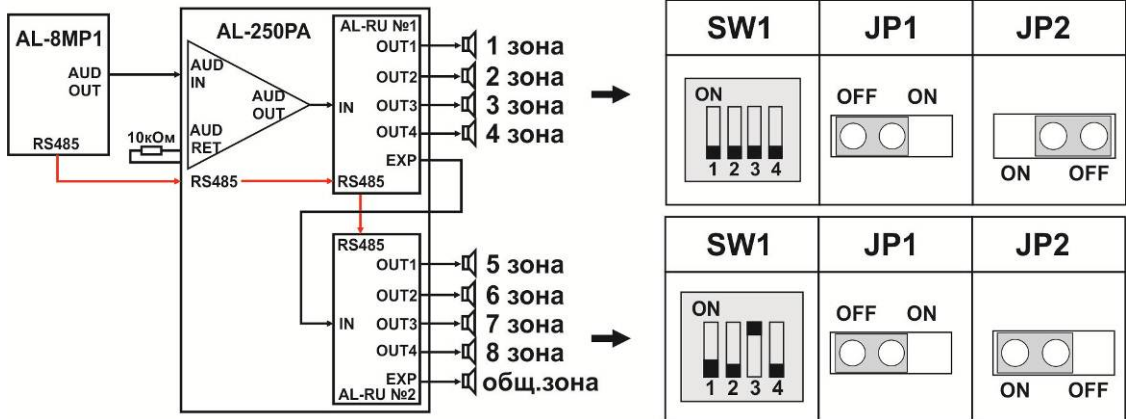 AL-8MP1
AUD
OUT
RS485
10кОм
AL-250PA
AUD
IN
AUD
OUT
AUD
RET
RS485
AL-RU №1
OUT1
OUT2
IN
OUT3
OUT4
EXP
RS485
1 зона
2 зона
3 зона
4 зона
RS485
OUT1
OUT2
IN
OUT3
OUT4
EXP
AL-RU №2
5 зона
6 зона
7 зона
8 зона
общ.зона
SW1 JP1 JP2
ON
1 2 3 4
OFF ON
ON OFF
SW1 JP1 JP2
ON
1 2 3 4
OFF ON
ON OFF